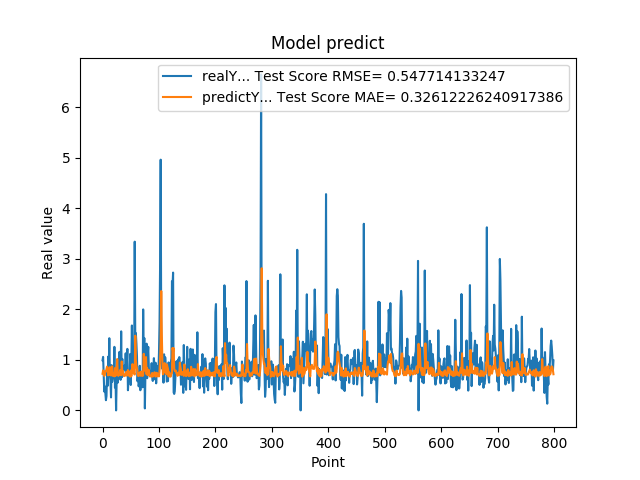 Model predict
realY... Test Score RMSE= 0.547714133247
predictY... Test Score MAE= 0.32612226240917386
Real value
6
5
4
3
2
1
0
0 100 200 300 400 500 600 700 800
Point